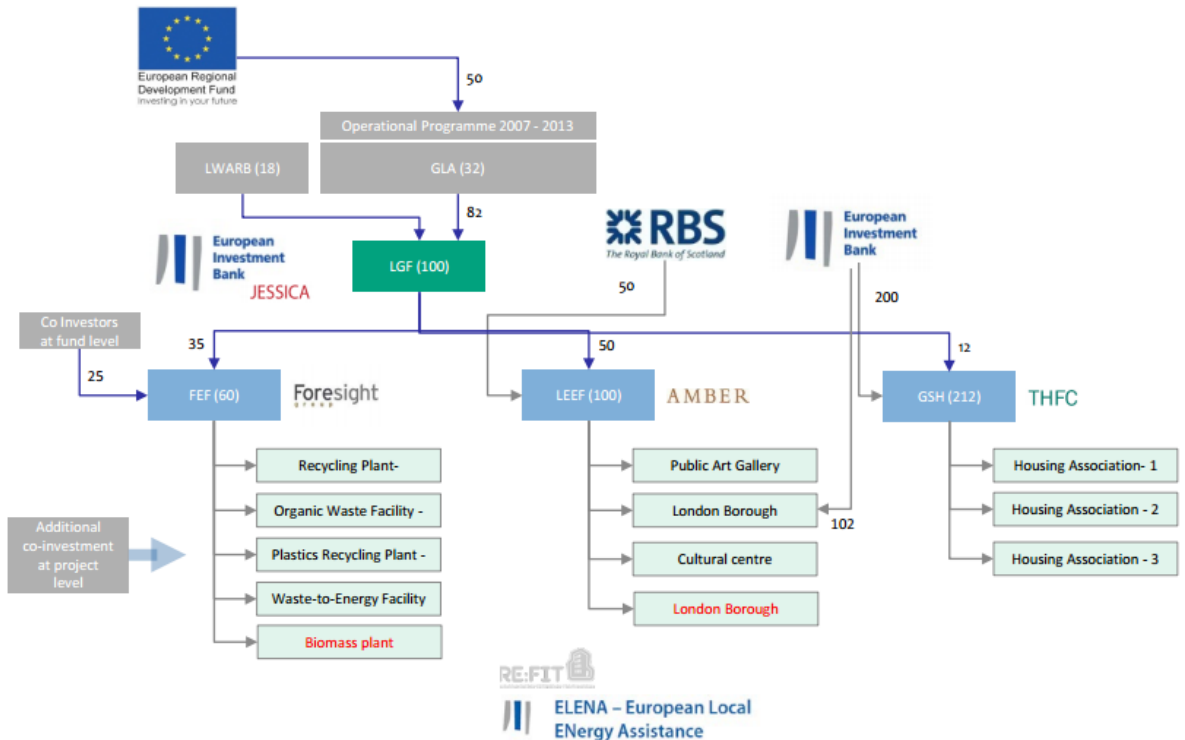 European Regional
Development Fund
Investing in your future
50
Operational Programme 2007 - 2013
LWARB (18)
GLA (32)
82
European
Investment
Bank
JESSICA
LGF (100)
RBS
The Royal Bank of Scotland
European
Investment
Bank
50
200
Co Investors
at fund level
35
50
12
25
FEF (60)
Foresight
group
LEEF (100)
AMBER
GSH (212)
THFC
Recycling Plant-
Organic Waste Facility -
Plastics Recycling Plant -
Waste-to-Energy Facility
Biomass plant
Public Art Gallery
London Borough
102
Cultural centre
London Borough
Housing Association- 1
Housing Association - 2
Housing Association - 3
Additional
co-investment
at project
level
RE:FIT
ELENA – European Local
ENergy Assistance